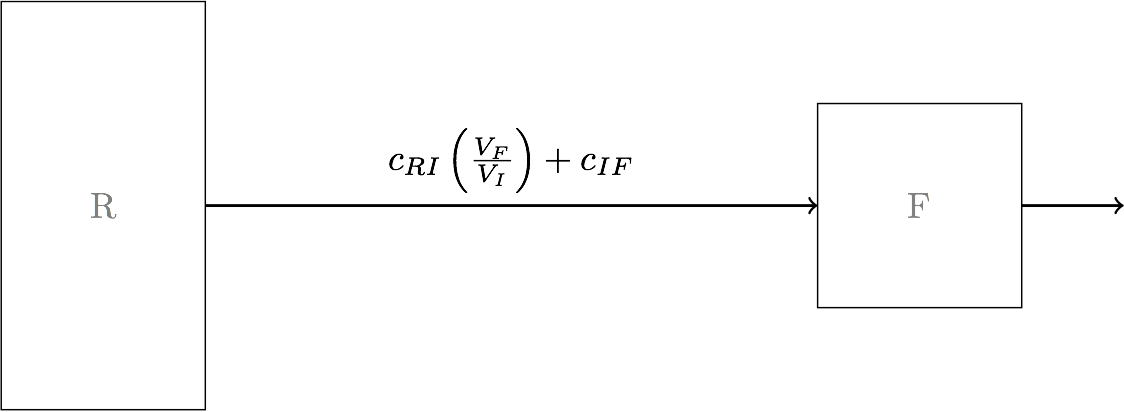 R
c_{RI} \left( \frac{V_F}{V_I} \right) + c_{IF}
F